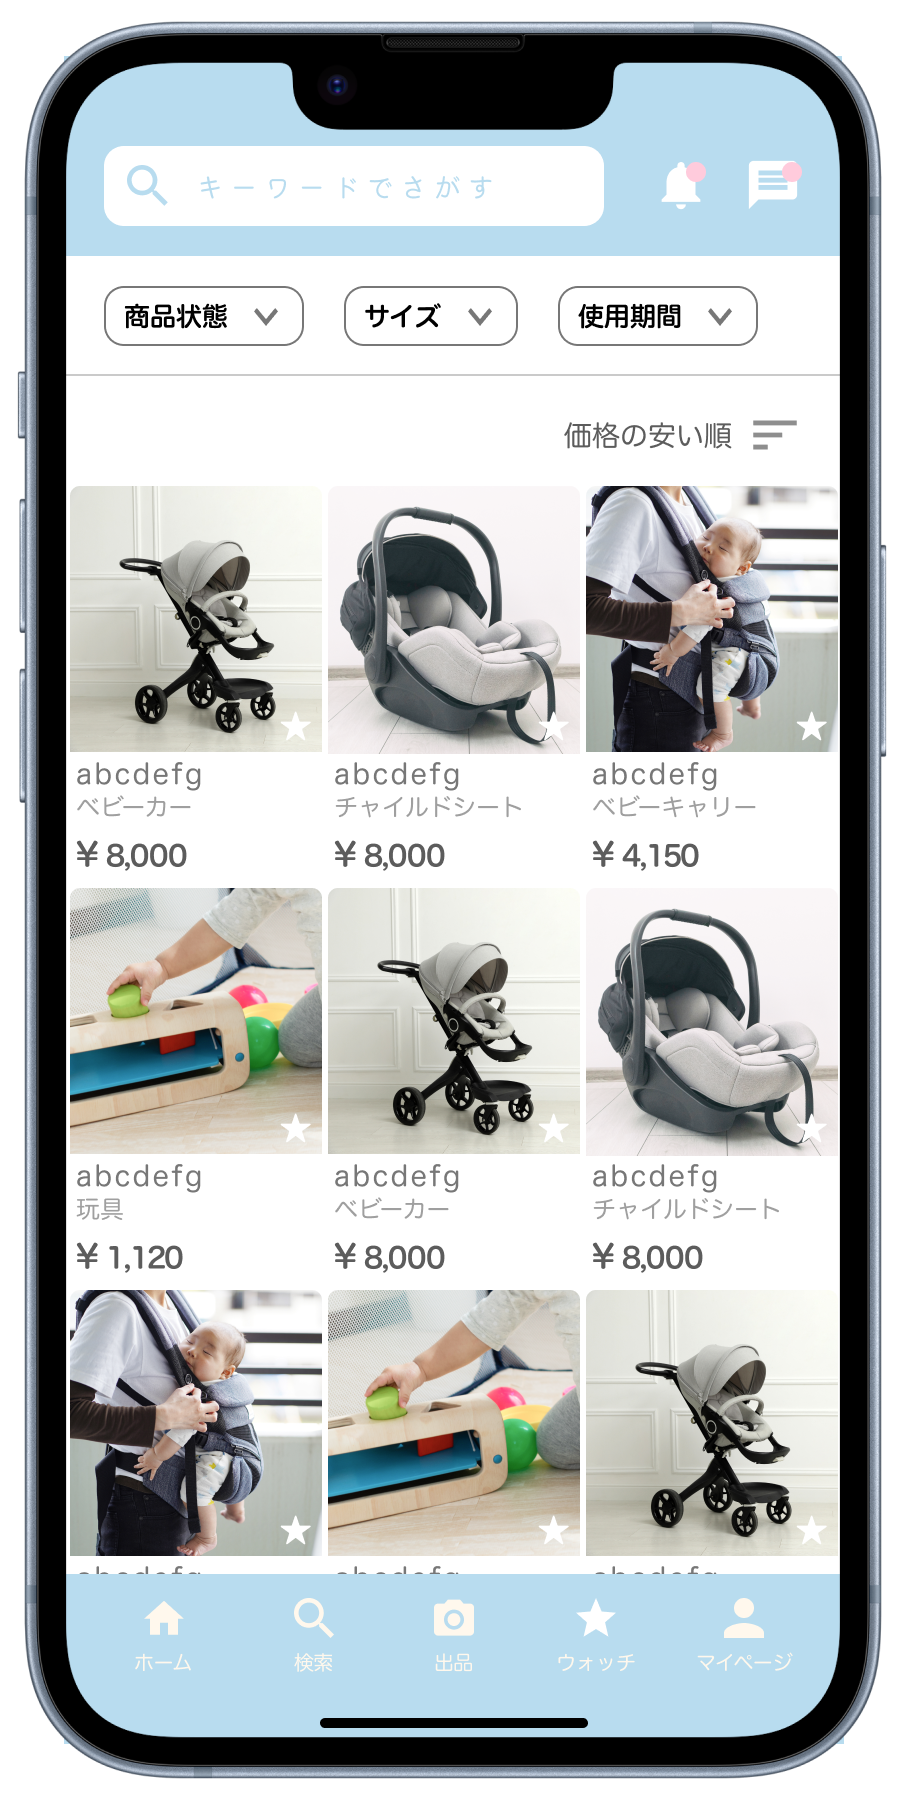 キーワードでさがす
商品状態
サイズ
使用期間
価格の安い順
abcdefg
ベビーカー
¥ 8,000
abcdefg
チャイルドシート
¥ 8,000
abcdefg
ベビーキャリー
¥ 4,150
abcdefg
玩具
¥ 1,120
abcdefg
ベビーカー
¥ 8,000
abcdefg
チャイルドシート
¥ 8,000
ホーム
検索
出品
ウォッチ
マイページ